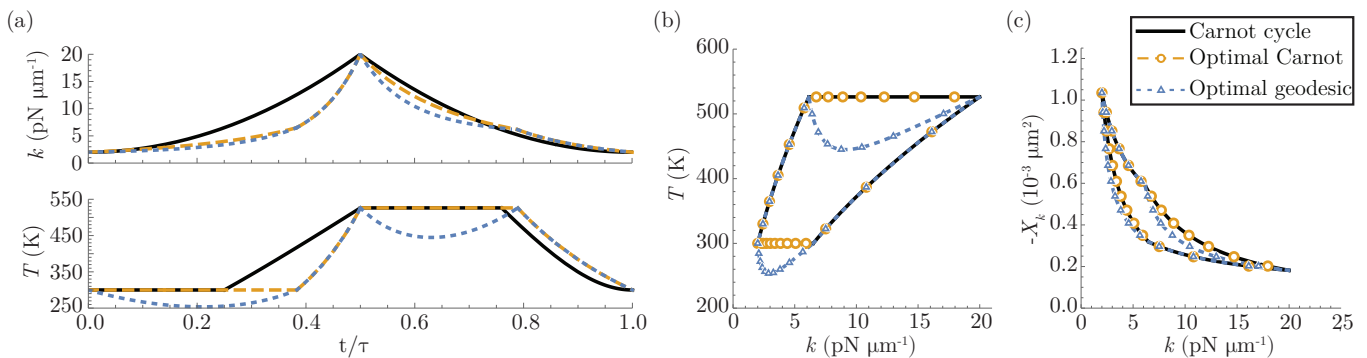 (a)
20
15
10
5
0
k (pN μm⁻¹)
550
450
350
250
T (K)
0.0
0.2
0.4
0.6
0.8
1.0
t/τ
(b)
600
500
400
300
200
T (K)
0
5
10
15
20
k (pN μm⁻¹)
(c)
Carnot cycle
Optimal Carnot
Optimal geodesic
1.2
1.0
0.8
0.6
0.4
0.2
0.0
-Xₖ (10⁻³ μm²)
0
5
10
15
20
25
k (pN μm⁻¹)